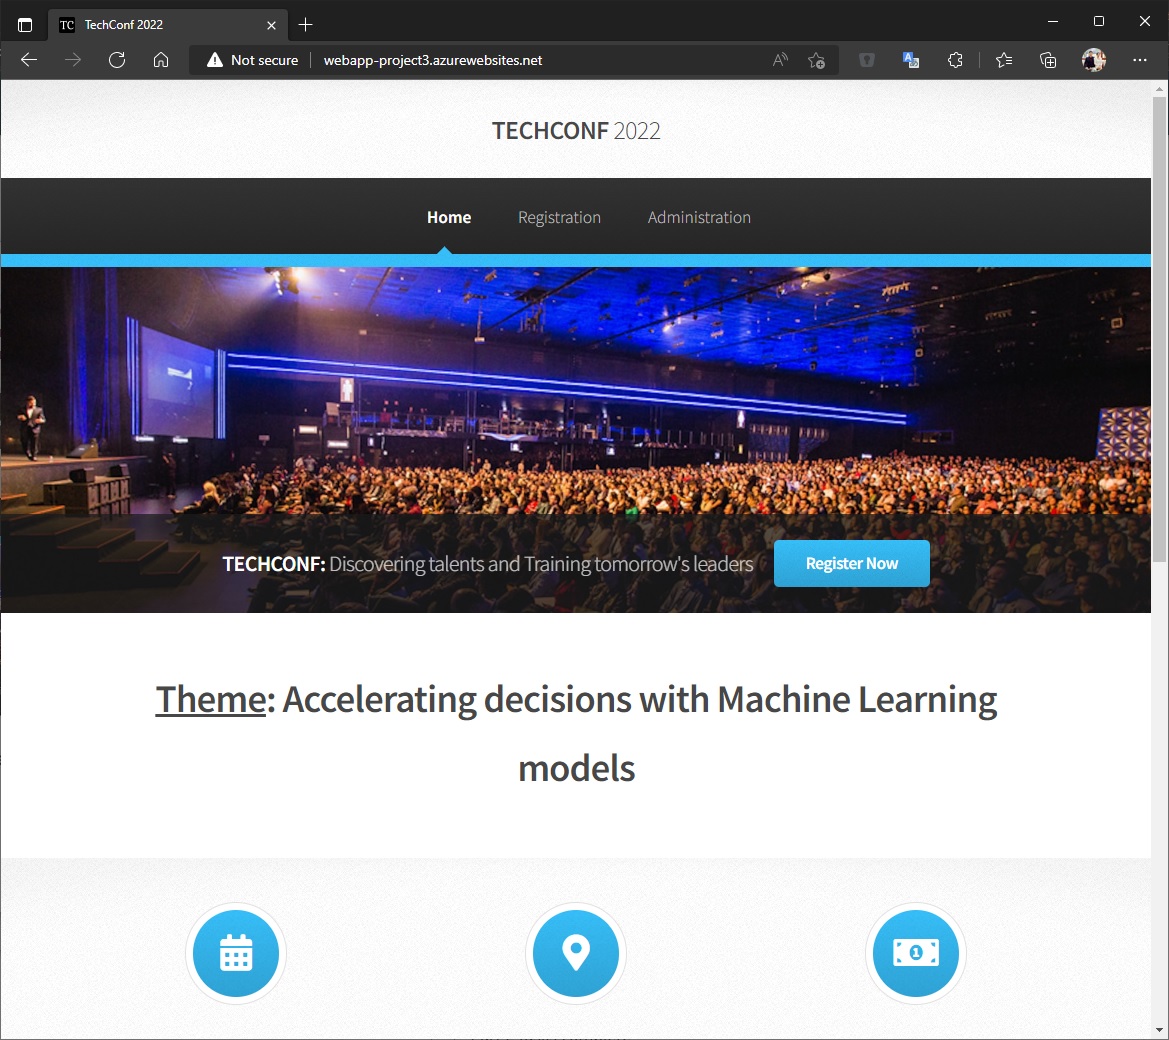 TC TechConf 2022
Not secure webapp-project3.azurewebsites.net
TECHCONF 2022
Home Registration Administration
TECHCONF: Discovering talents and Training tomorrow's leaders Register Now
Theme: Accelerating decisions with Machine Learning
models
1